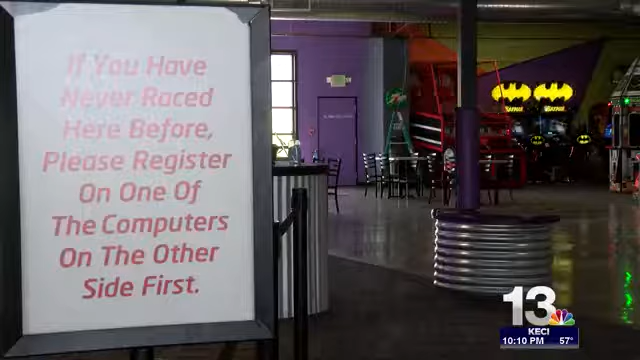 If You Have
Never Raced
Here Before,
Please Register
On One Of
The Computers
On The Other
Side First.
13
KECI
10:10 PM 57°